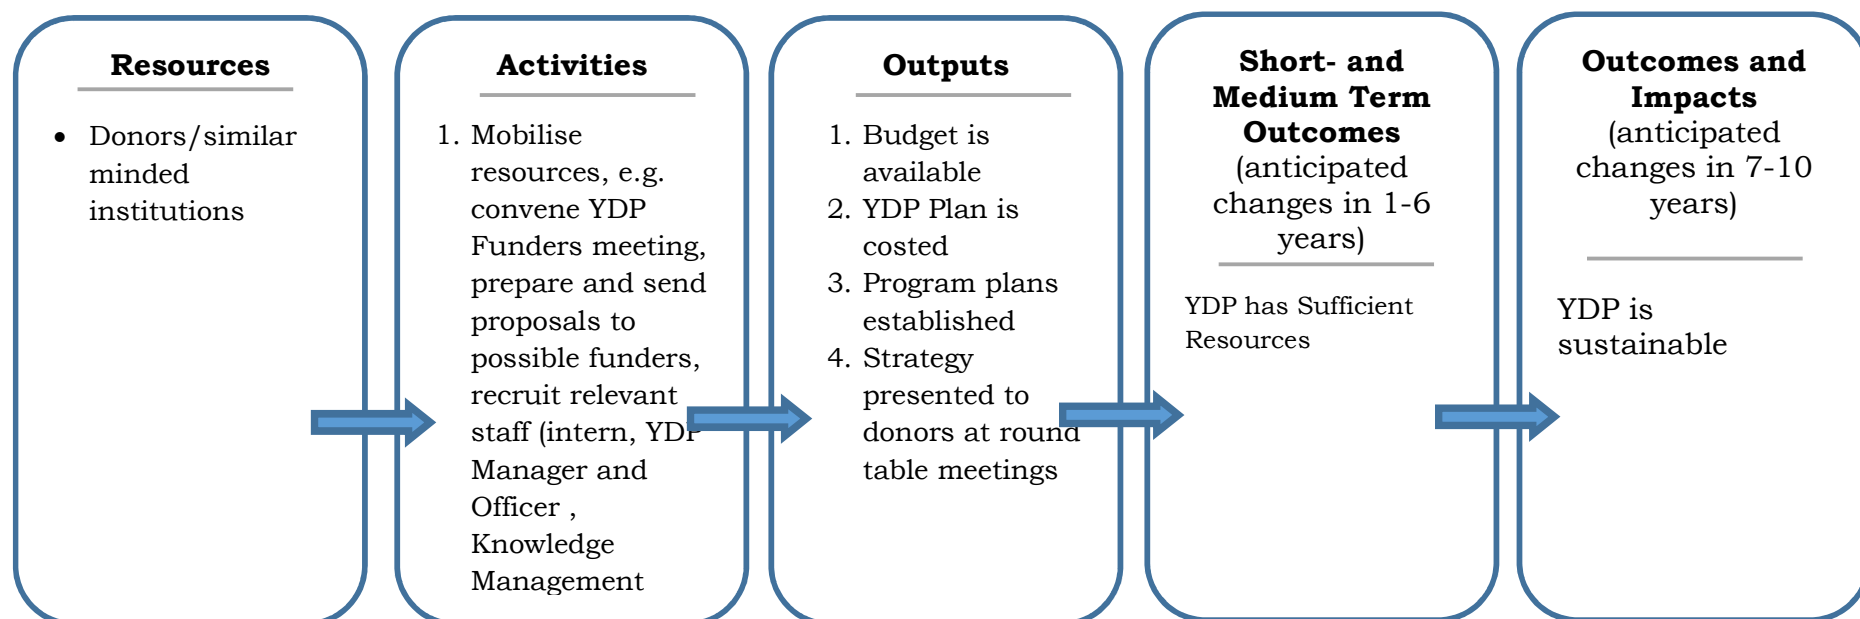 Resources
• Donors/similar
minded
institutions
Activities
1. Mobilise
resources, e.g.
convene YDP
Funders meeting,
prepare and send
proposals to
possible funders,
recruit relevant
staff (intern, YDP
Manager and
Officer ,
Knowledge
Management
Outputs
1. Budget is
available
2. YDP Plan is
costed
3. Program plans
established
4. Strategy
presented to
donors at round
table meetings
Short- and
Medium Term
Outcomes
(anticipated
changes in 1-6
years)
YDP has Sufficient
Resources
Outcomes and
Impacts
(anticipated
changes in 7-10
years)
YDP is
sustainable